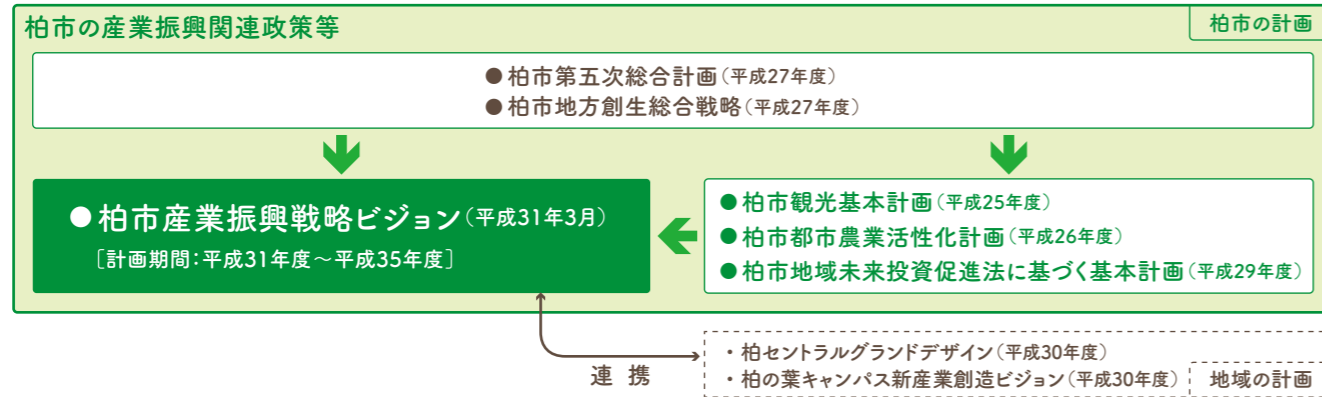 柏市の産業振興関連政策等
柏市の計画
●柏市第五次総合計画(平成27年度)
●柏市地方創生総合戦略(平成27年度)
●柏市産業振興戦略ビジョン(平成31年3月)
[計画期間:平成31年度〜平成35年度]
●柏市観光基本計画(平成25年度)
●柏市都市農業活性化計画(平成26年度)
●柏市地域未来投資促進法に基づく基本計画(平成29年度)
連携
・柏セントラルグランドデザイン(平成30年度)
・柏の葉キャンパス新産業創造ビジョン(平成30年度)
地域の計画